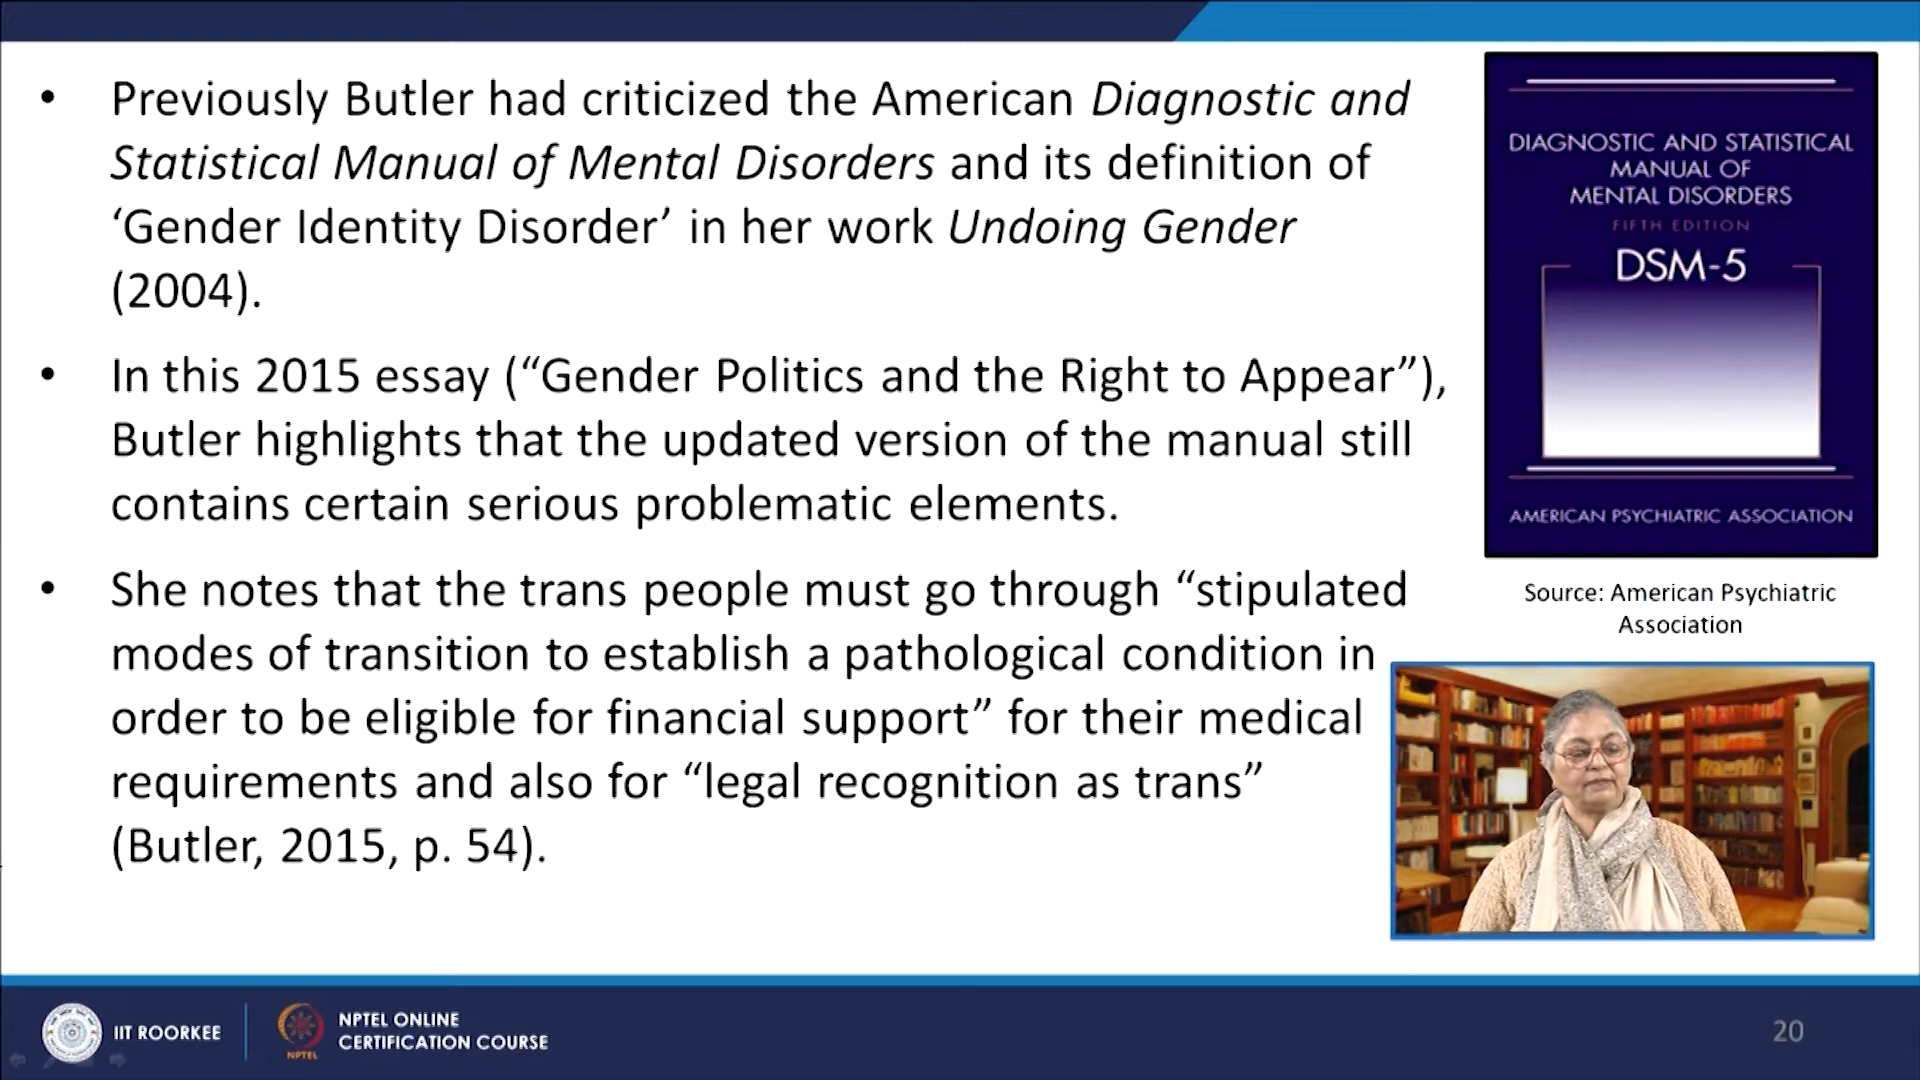 • Previously Butler had criticized the American Diagnostic and
Statistical Manual of Mental Disorders and its definition of
‘Gender Identity Disorder’ in her work Undoing Gender
(2004).
• In this 2015 essay (“Gender Politics and the Right to Appear”),
Butler highlights that the updated version of the manual still
contains certain serious problematic elements.
• She notes that the trans people must go through “stipulated
modes of transition to establish a pathological condition in
order to be eligible for financial support” for their medical
requirements and also for “legal recognition as trans”
(Butler, 2015, p. 54).
DIAGNOSTIC AND STATISTICAL
MANUAL OF
MENTAL DISORDERS
FIFTH EDITION
DSM-5
AMERICAN PSYCHIATRIC ASSOCIATION
Source: American Psychiatric
Association
IIT ROORKEE
NPTEL
NPTEL ONLINE
CERTIFICATION COURSE
20